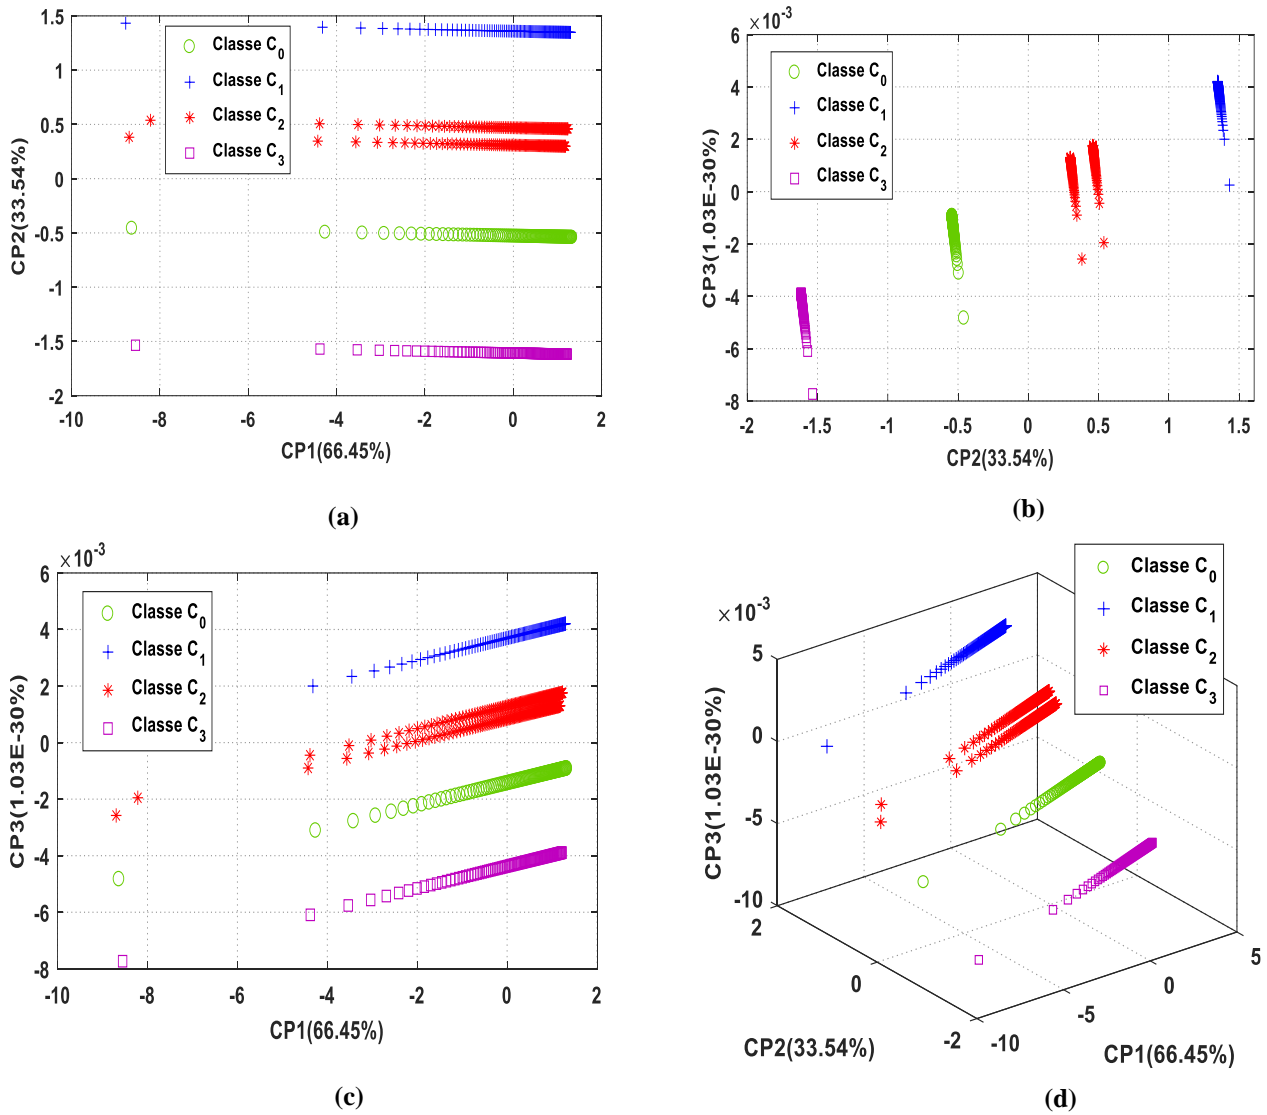 1.5
1
0.5
0
-0.5
-1
-1.5
-2
CP2(33.54%)
Classe C0
Classe C1
Classe C2
Classe C3
-10 -8 -6 -4 -2 0 2
CP1(66.45%)
(a)
×10-3
6
4
2
0
-2
-4
-6
-8
CP3(1.03E-30%)
Classe C0
Classe C1
Classe C2
Classe C3
-2 -1.5 -1 -0.5 0 0.5 1 1.5
CP2(33.54%)
(b)
×10-3
6
4
2
0
-2
-4
-6
-8
CP3(1.03E-30%)
Classe C0
Classe C1
Classe C2
Classe C3
-10 -8 -6 -4 -2 0 2
CP1(66.45%)
(c)
×10-3
5
0
-5
-10
CP3(1.03E-30%)
Classe C0
Classe C1
Classe C2
Classe C3
2
0
-2
CP2(33.54%)
-10
-5
0
5
CP1(66.45%)
(d)